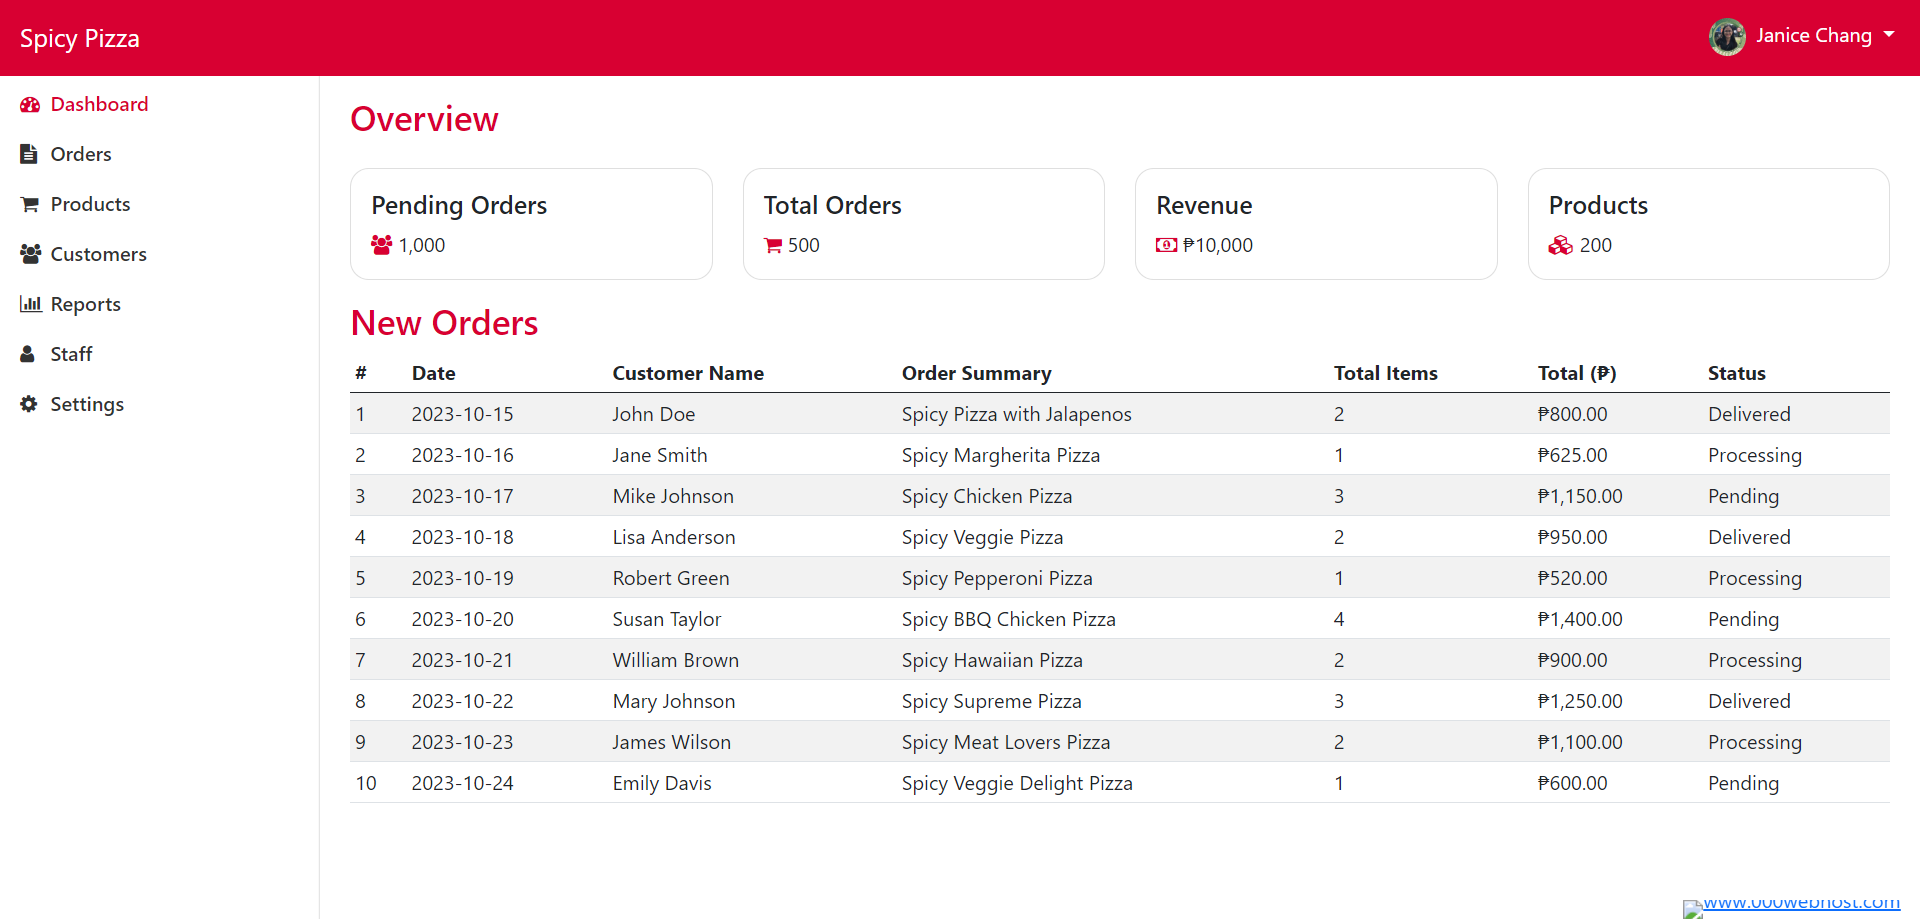 Spicy Pizza
Janice Chang
Dashboard
Orders
Products
Customers
Reports
Staff
Settings
Overview
Pending Orders
1,000
Total Orders
500
Revenue
₱10,000
Products
200
New Orders
# Date Customer Name Order Summary Total Items Total (₱) Status
1 2023-10-15 John Doe Spicy Pizza with Jalapenos 2 ₱800.00 Delivered
2 2023-10-16 Jane Smith Spicy Margherita Pizza 1 ₱625.00 Processing
3 2023-10-17 Mike Johnson Spicy Chicken Pizza 3 ₱1,150.00 Pending
4 2023-10-18 Lisa Anderson Spicy Veggie Pizza 2 ₱950.00 Delivered
5 2023-10-19 Robert Green Spicy Pepperoni Pizza 1 ₱520.00 Processing
6 2023-10-20 Susan Taylor Spicy BBQ Chicken Pizza 4 ₱1,400.00 Pending
7 2023-10-21 William Brown Spicy Hawaiian Pizza 2 ₱900.00 Processing
8 2023-10-22 Mary Johnson Spicy Supreme Pizza 3 ₱1,250.00 Delivered
9 2023-10-23 James Wilson Spicy Meat Lovers Pizza 2 ₱1,100.00 Processing
10 2023-10-24 Emily Davis Spicy Veggie Delight Pizza 1 ₱600.00 Pending
www.000webhost.com